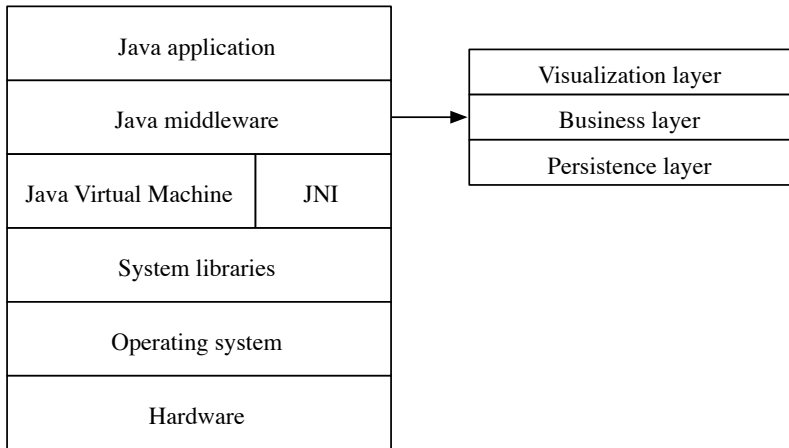 Java application
Java middleware
Java Virtual Machine
JNI
System libraries
Operating system
Hardware
Visualization layer
Business layer
Persistence layer